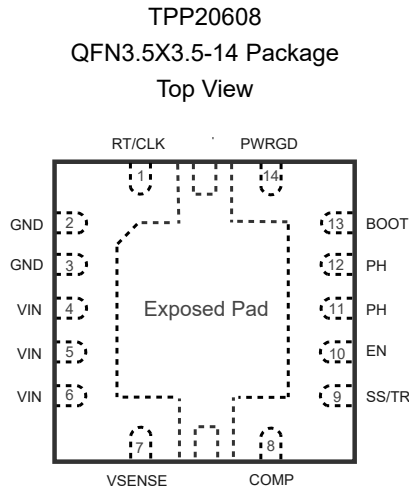 TPP20608
QFN3.5X3.5-14 Package
Top View
RT/CLK PWRGD
1 14
GND 2 13 BOOT
GND 3 12 PH
VIN 4 Exposed Pad 11 PH
VIN 5 10 EN
VIN 6 9 SS/TR
7 8
VSENSE COMP